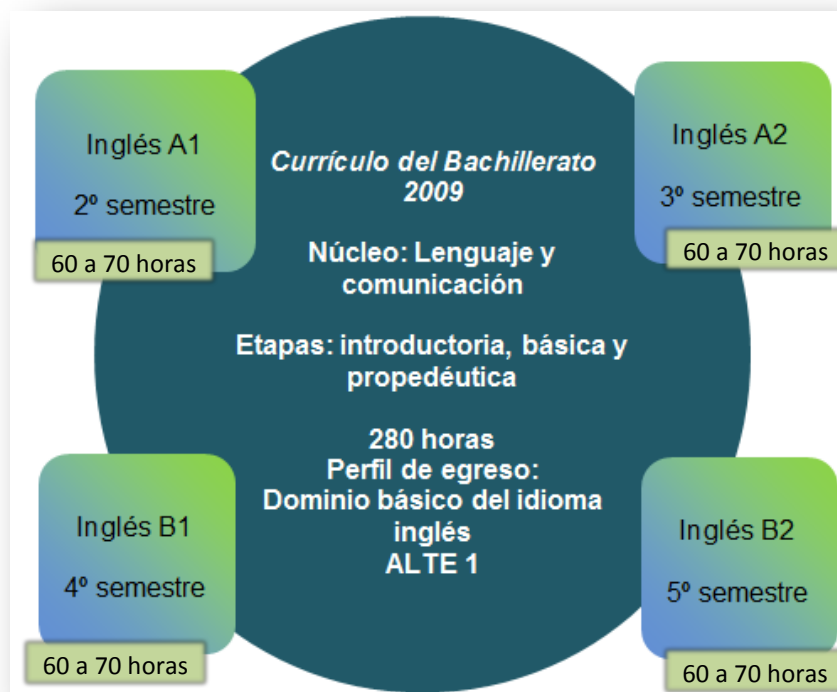 Inglés A1
2º semestre
60 a 70 horas
Inglés A2
3º semestre
60 a 70 horas
Currículo del Bachillerato
2009
Núcleo: Lenguaje y
comunicación
Etapas: introductoria, básica y
propedéutica
280 horas
Perfil de egreso:
Dominio básico del idioma
inglés
ALTE 1
Inglés B1
4º semestre
60 a 70 horas
Inglés B2
5º semestre
60 a 70 horas